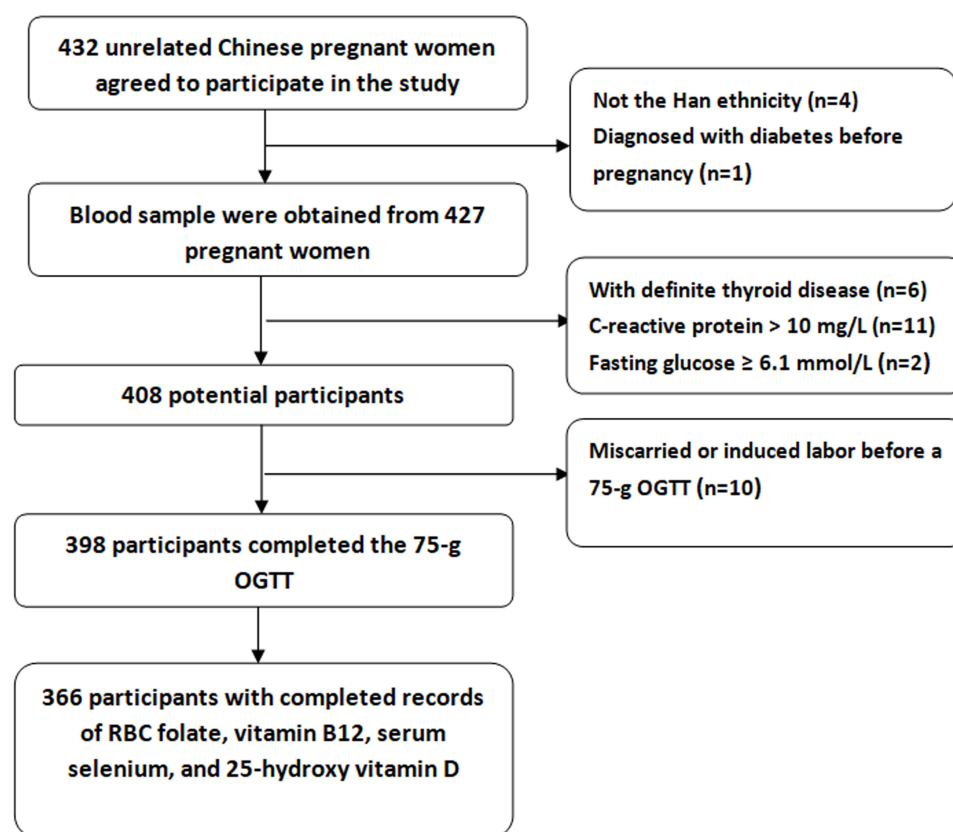 432 unrelated Chinese pregnant women
agreed to participate in the study
Not the Han ethnicity (n=4)
Diagnosed with diabetes before
pregnancy (n=1)
Blood sample were obtained from 427
pregnant women
With definite thyroid disease (n=6)
C-reactive protein > 10 mg/L (n=11)
Fasting glucose ≥ 6.1 mmol/L (n=2)
408 potential participants
Miscarried or induced labor before a
75-g OGTT (n=10)
398 participants completed the 75-g
OGTT
366 participants with completed records
of RBC folate, vitamin B12, serum
selenium, and 25-hydroxy vitamin D